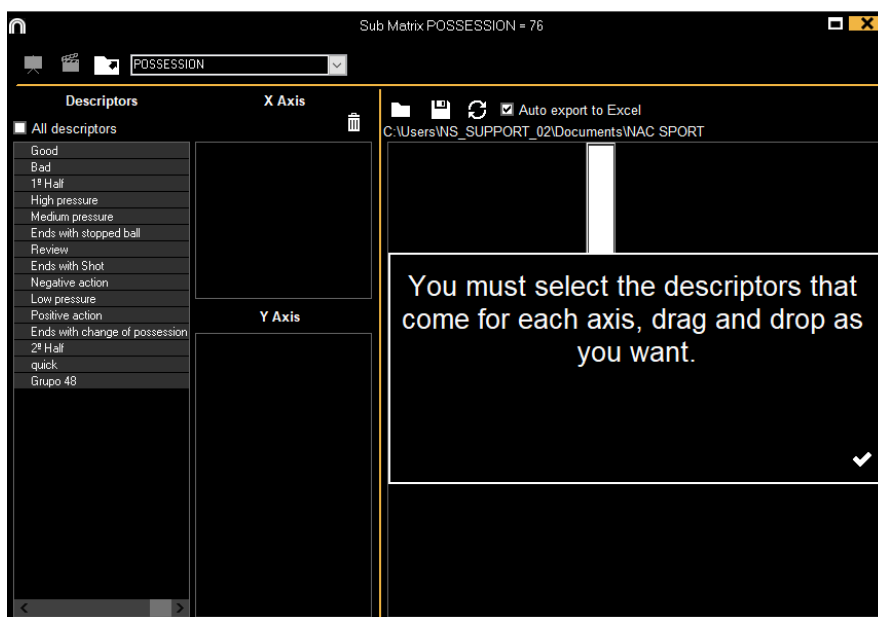 Sub Matrix POSSESSION = 76
POSSESSION
Descriptors
X Axis
All descriptors
Good
Bad
1ª Half
High pressure
Medium pressure
Ends with stopped ball
Review
Ends with Shot
Negative action
Low pressure
Positive action
Ends with change of possession
2ª Half
quick
Grupo 48
Y Axis
Auto export to Excel
C:\Users\NS_SUPPORT_02\Documents\NAC SPORT
You must select the descriptors that
come for each axis, drag and drop as
you want.